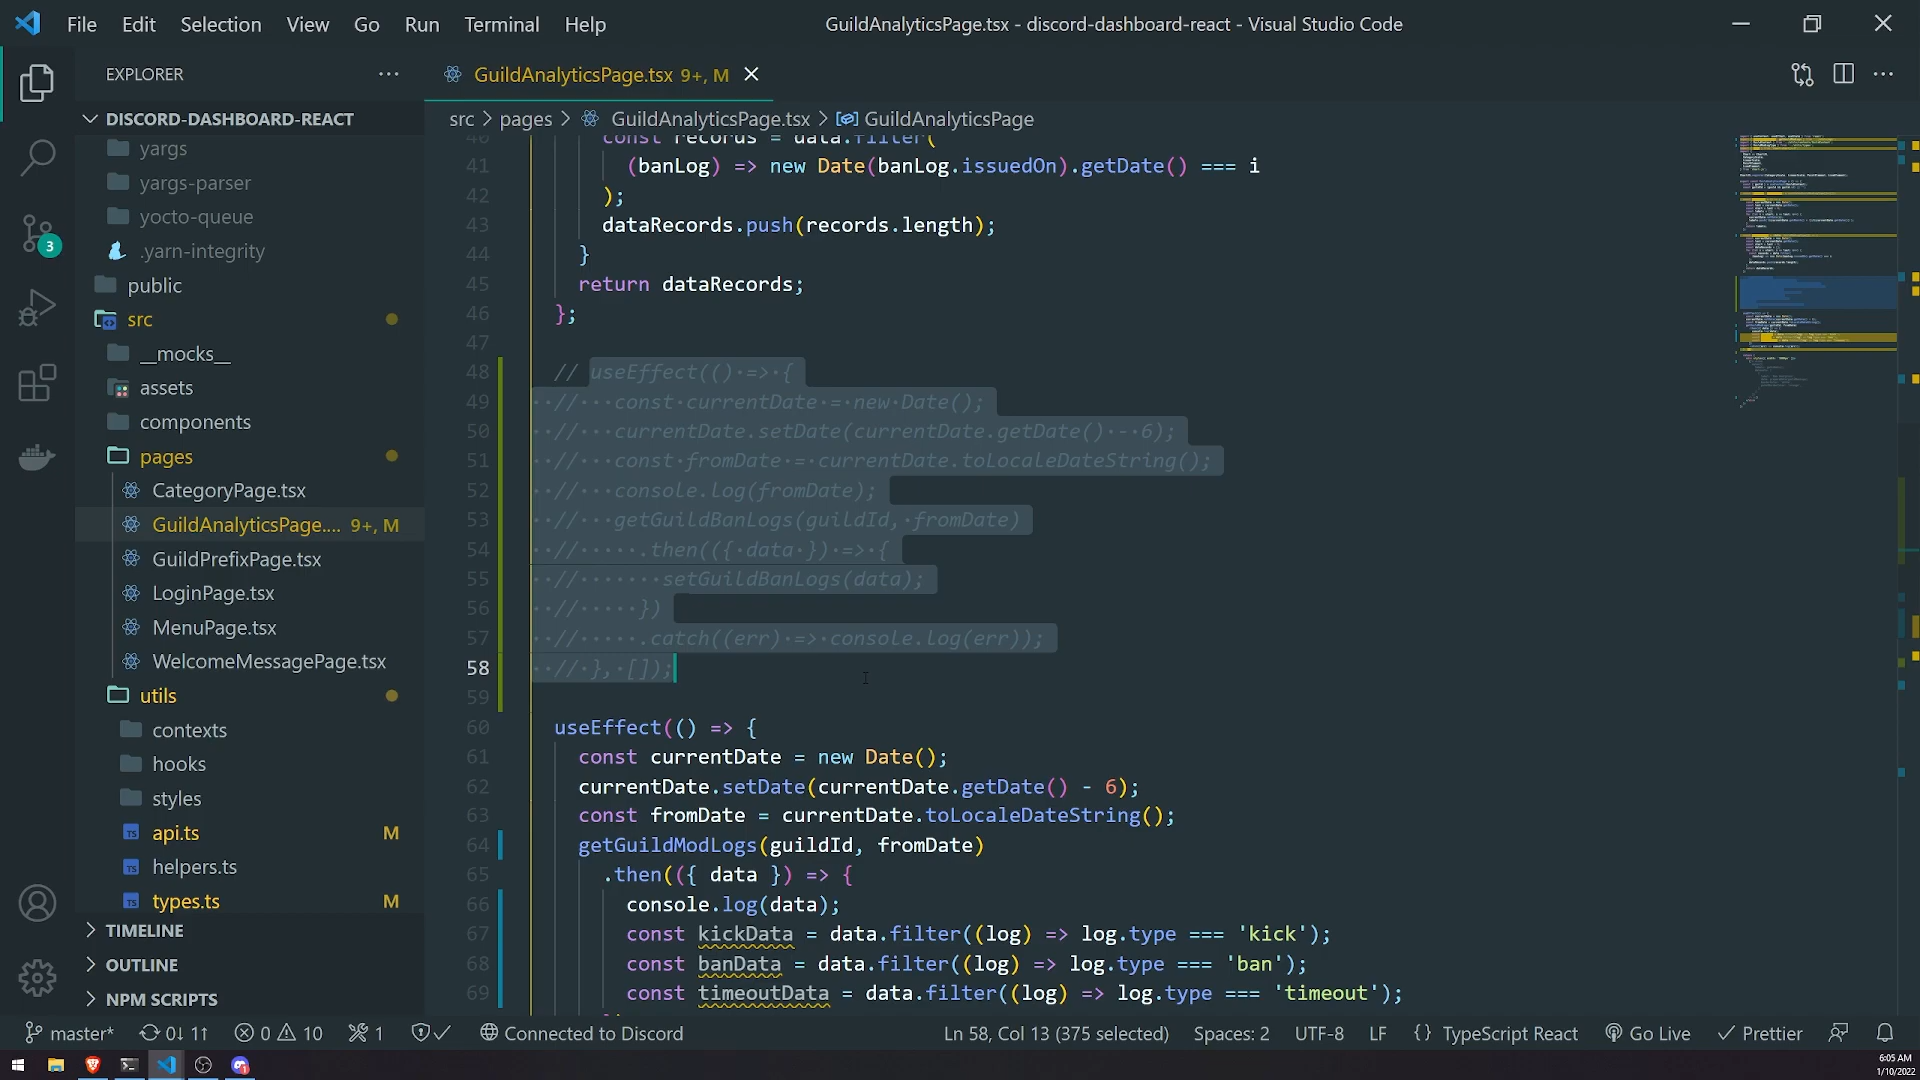 File Edit Selection View Go Run Terminal Help
GuildAnalyticsPage.tsx - discord-dashboard-react - Visual Studio Code
EXPLORER
GuildAnalyticsPage.tsx 9+, M
DISCORD-DASHBOARD-REACT
yargs
yargs-parser
yocto-queue
.yarn-integrity
public
src
__mocks__
assets
components
pages
CategoryPage.tsx
GuildAnalyticsPage.... 9+, M
GuildPrefixPage.tsx
LoginPage.tsx
MenuPage.tsx
WelcomeMessagePage.tsx
utils
contexts
hooks
styles
api.ts M
helpers.ts
types.ts M
TIMELINE
OUTLINE
NPM SCRIPTS
3
src > pages > GuildAnalyticsPage.tsx > GuildAnalyticsPage
40 const records = data.filter(
41 (banLog) => new Date(banLog.issuedOn).getDate() === i
42 );
43 dataRecords.push(records.length);
44 }
45 return dataRecords;
46 };
47
48 // useEffect(() => {
49 // const currentDate = new Date();
50 // currentDate.setDate(currentDate.getDate() - 6);
51 // const fromDate = currentDate.toLocaleDateString();
52 // console.log(fromDate);
53 // getGuildBanLogs(guildId, fromDate)
54 // .then(({ data }) => {
55 // setGuildBanLogs(data);
56 // })
57 // .catch((err) => console.log(err));
58 // }, []);
59
60 useEffect(() => {
61 const currentDate = new Date();
62 currentDate.setDate(currentDate.getDate() - 6);
63 const fromDate = currentDate.toLocaleDateString();
64 getGuildModLogs(guildId, fromDate)
65 .then(({ data }) => {
66 console.log(data);
67 const kickData = data.filter((log) => log.type === 'kick');
68 const banData = data.filter((log) => log.type === 'ban');
69 const timeoutData = data.filter((log) => log.type === 'timeout');
master* 0↓ 1↑ 0 10 1 Connected to Discord Ln 58, Col 13 (375 selected) Spaces: 2 UTF-8 LF {} TypeScript React Go Live Prettier
6:05 AM
1/10/2022